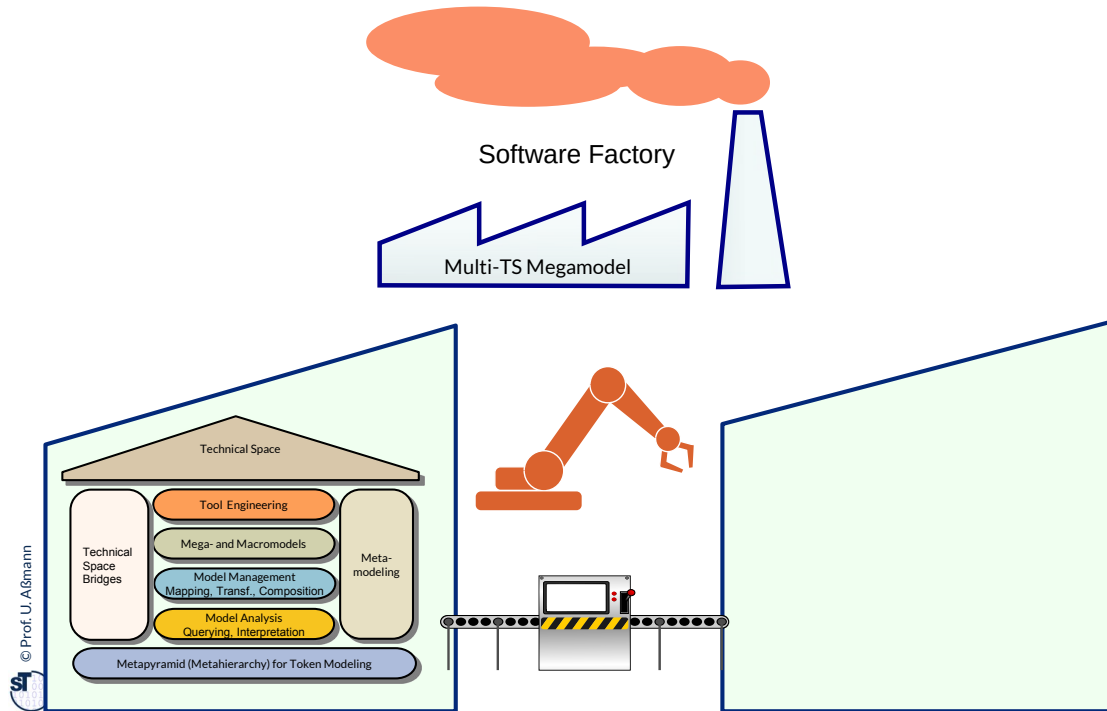 Software Factory
Multi-TS Megamodel
Technical Space
Technical
Space
Bridges
Tool Engineering
Mega- and Macromodels
Model Management
Mapping, Transf., Composition
Model Analysis
Querying, Interpretation
Meta-
modeling
Metapyramid (Metahierarchy) for Token Modeling
© Prof. U. Aßmann
ST